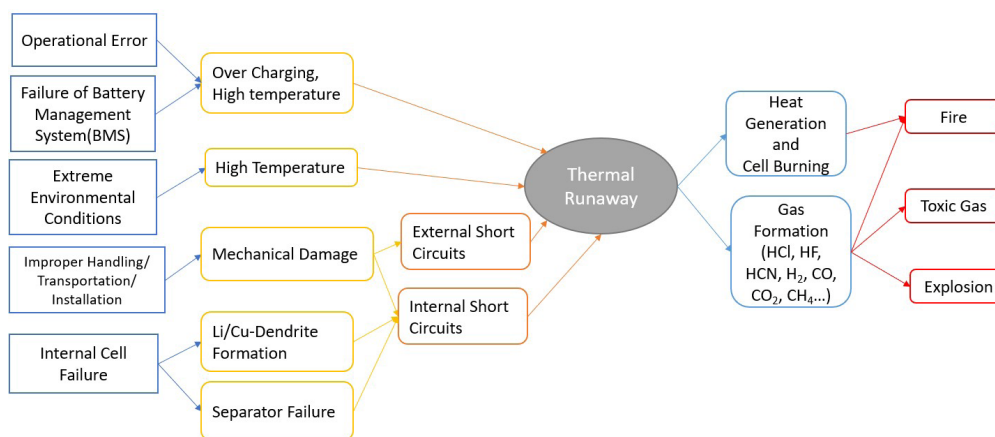 Operational Error
Failure of Battery
Management
System(BMS)
Extreme
Environmental
Conditions
Improper Handling/
Transportation/
Installation
Internal Cell
Failure
Over Charging,
High temperature
High Temperature
Mechanical Damage
Li/Cu-Dendrite
Formation
Separator Failure
External Short
Circuits
Internal Short
Circuits
Thermal
Runaway
Heat
Generation
and
Cell Burning
Gas
Formation
(HCl, HF,
HCN, H₂, CO,
CO₂, CH₄...)
Fire
Toxic Gas
Explosion